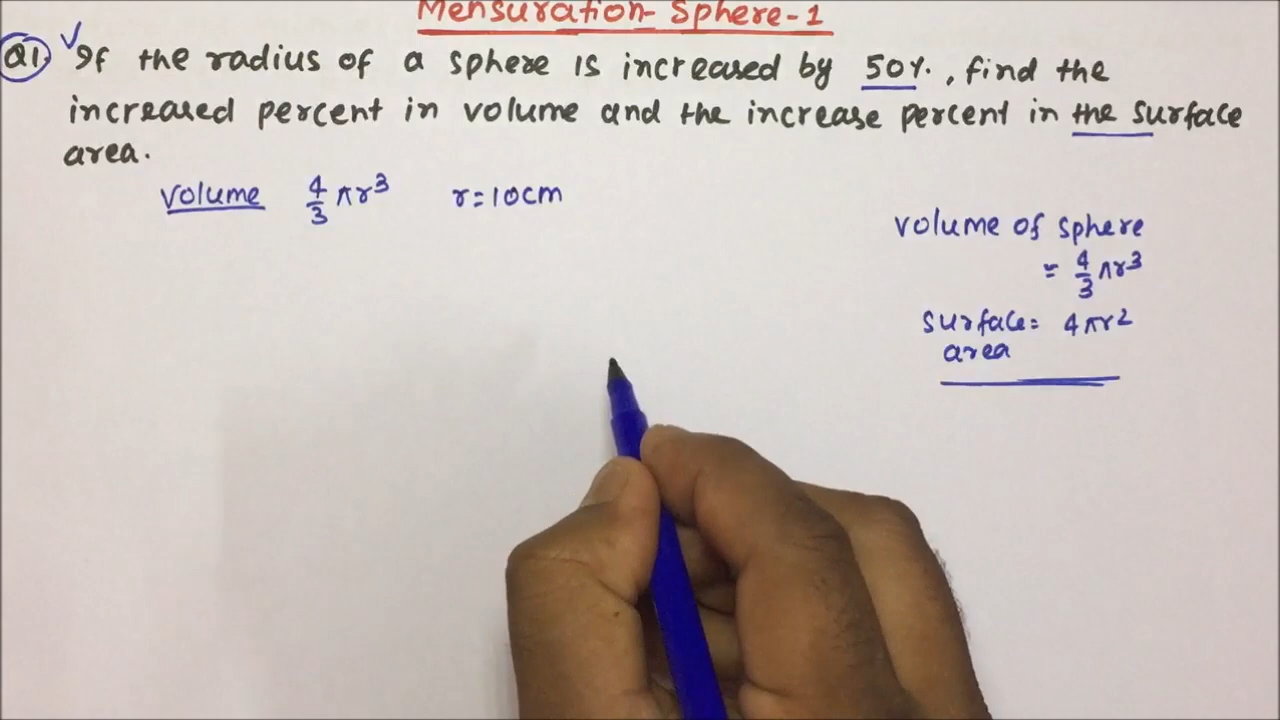 Mensuration- Sphere-1
Q1. If the radius of a sphere is increased by 50%., find the
increased percent in volume and the increase percent in the surface
area.
volume 4/3 πr³ r=10cm
volume of sphere
= 4/3 πr³
surface= 4πr²
area